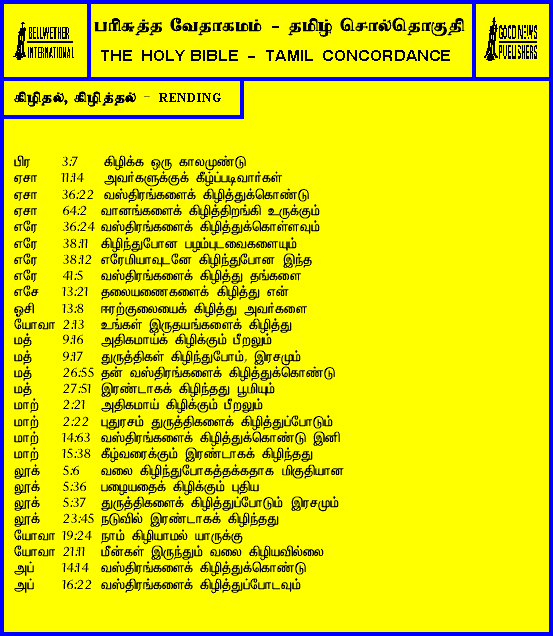 BELLWETHER
INTERNATIONAL
பரிசுத்த வேதாகமம் - தமிழ் சொல்தொகுதி
THE HOLY BIBLE - TAMIL CONCORDANCE
GOOD NEWS
PUBLISHERS
கிழிதல், கிழித்தல் - RENDING
பிர 3:7 கிழிக்க ஒரு காலமுண்டு
ஏசா 11:14 அவர்களுக்குக் கீழ்ப்படிவார்கள்
ஏசா 36:22 வஸ்திரங்களைக் கிழித்துக்கொண்டு
ஏசா 64:2 வானங்களைக் கிழித்திறங்கி உருக்கும்
எரே 36:24 வஸ்திரங்களைக் கிழித்துக்கொள்ளவும்
எரே 38:11 கிழிந்துபோன பழம்புடவைகளையும்
எரே 38:12 எரேமியாவுடனே கிழிந்துபோன இந்த
எரே 41:5 வஸ்திரங்களைக் கிழித்து தங்களை
எசே 13:21 தலையணைகளைக் கிழித்து என்
ஓசி 13:8 ஈரற்குலையைக் கிழித்து அவர்களை
யோவா 2:13 உங்கள் இருதயங்களைக் கிழித்து
மத் 9:16 அதிகமாய்க் கிழிக்கும் பீறலும்
மத் 9:17 துருத்திகள் கிழிந்துபோம், இரசமும்
மத் 26:55 தன் வஸ்திரங்களைக் கிழித்துக்கொண்டு
மத் 27:51 இரண்டாகக் கிழிந்தது பூமியும்
மாற் 2:21 அதிகமாய் கிழிக்கும் பீறலும்
மாற் 2:22 புதுரசம் துருத்திகளைக் கிழித்துப்போடும்
மாற் 14:63 வஸ்திரங்களைக் கிழித்துக்கொண்டு இனி
மாற் 15:38 கீழ்வரைக்கும் இரண்டாகக் கிழிந்தது
லூக் 5:6 வலை கிழிந்துபோகத்தக்கதாக மிகுதியான
லூக் 5:36 பழையதைக் கிழிக்கும் புதிய
லூக் 5:37 துருத்திகளைக் கிழித்துப்போடும் இரசமும்
லூக் 23:45 நடுவில் இரண்டாகக் கிழிந்தது
யோவா 19:24 நாம் கிழியாமல் யாருக்கு
யோவா 21:11 மீன்கள் இருந்தும் வலை கிழியவில்லை
அப் 14:14 வஸ்திரங்களைக் கிழித்துக்கொண்டு
அப் 16:22 வஸ்திரங்களைக் கிழித்துப்போடவும்